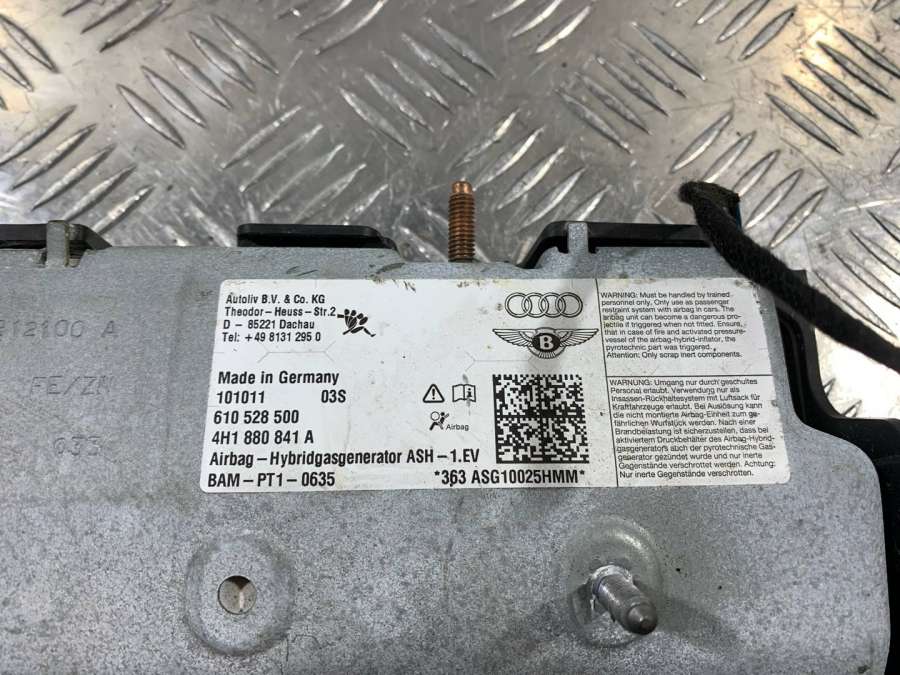 2100 A
FE/ZN
Autoliv B.V. & Co. KG
Theodor-Heuss-Str.2
D - 85221 Dachau
Tel: +49 8131 295 0
B
Made in Germany
101011 03S
610 528 500
4H1 880 841 A
Airbag
Airbag-Hybridgasgenerator ASH-1.EV
BAM-PT1-0635 *363 ASG10025HMM*
WARNING: Must be handled by trained
personnel only, Only use as passenger
restraint system with airbag in cars. The
airbag unit can become a dangerous pro-
jectile if triggered when not fitted. Ensure,
that in case of fire and activated pressure-
vessel of the airbag-hybrid-inflator, the
pyrotechnic part was triggered.
Attention: Only scrap inert components.
WARNUNG: Umgang nur durch geschultes
Personal erlaubt. Verwendung nur als
Insassen-Rückhaltesystem mit Luftsack für
Kraftfahrzeuge erlaubt. Bei Auslösung kann
die nicht montierte Airbag-Einheit zum ge-
fährlichen Wurfstück werden. Nach einer
Brandbelastung ist sicherzustellen, dass bei
aktiviertem Druckbehälter des Airbag-Hybrid-
gasgenerators auch der pyrotechnische Gas-
generator gezündet wurde und nur inerte
Gegenstände verschrottet werden. Achtung:
Nur inerte Gegenstände verschrotten.